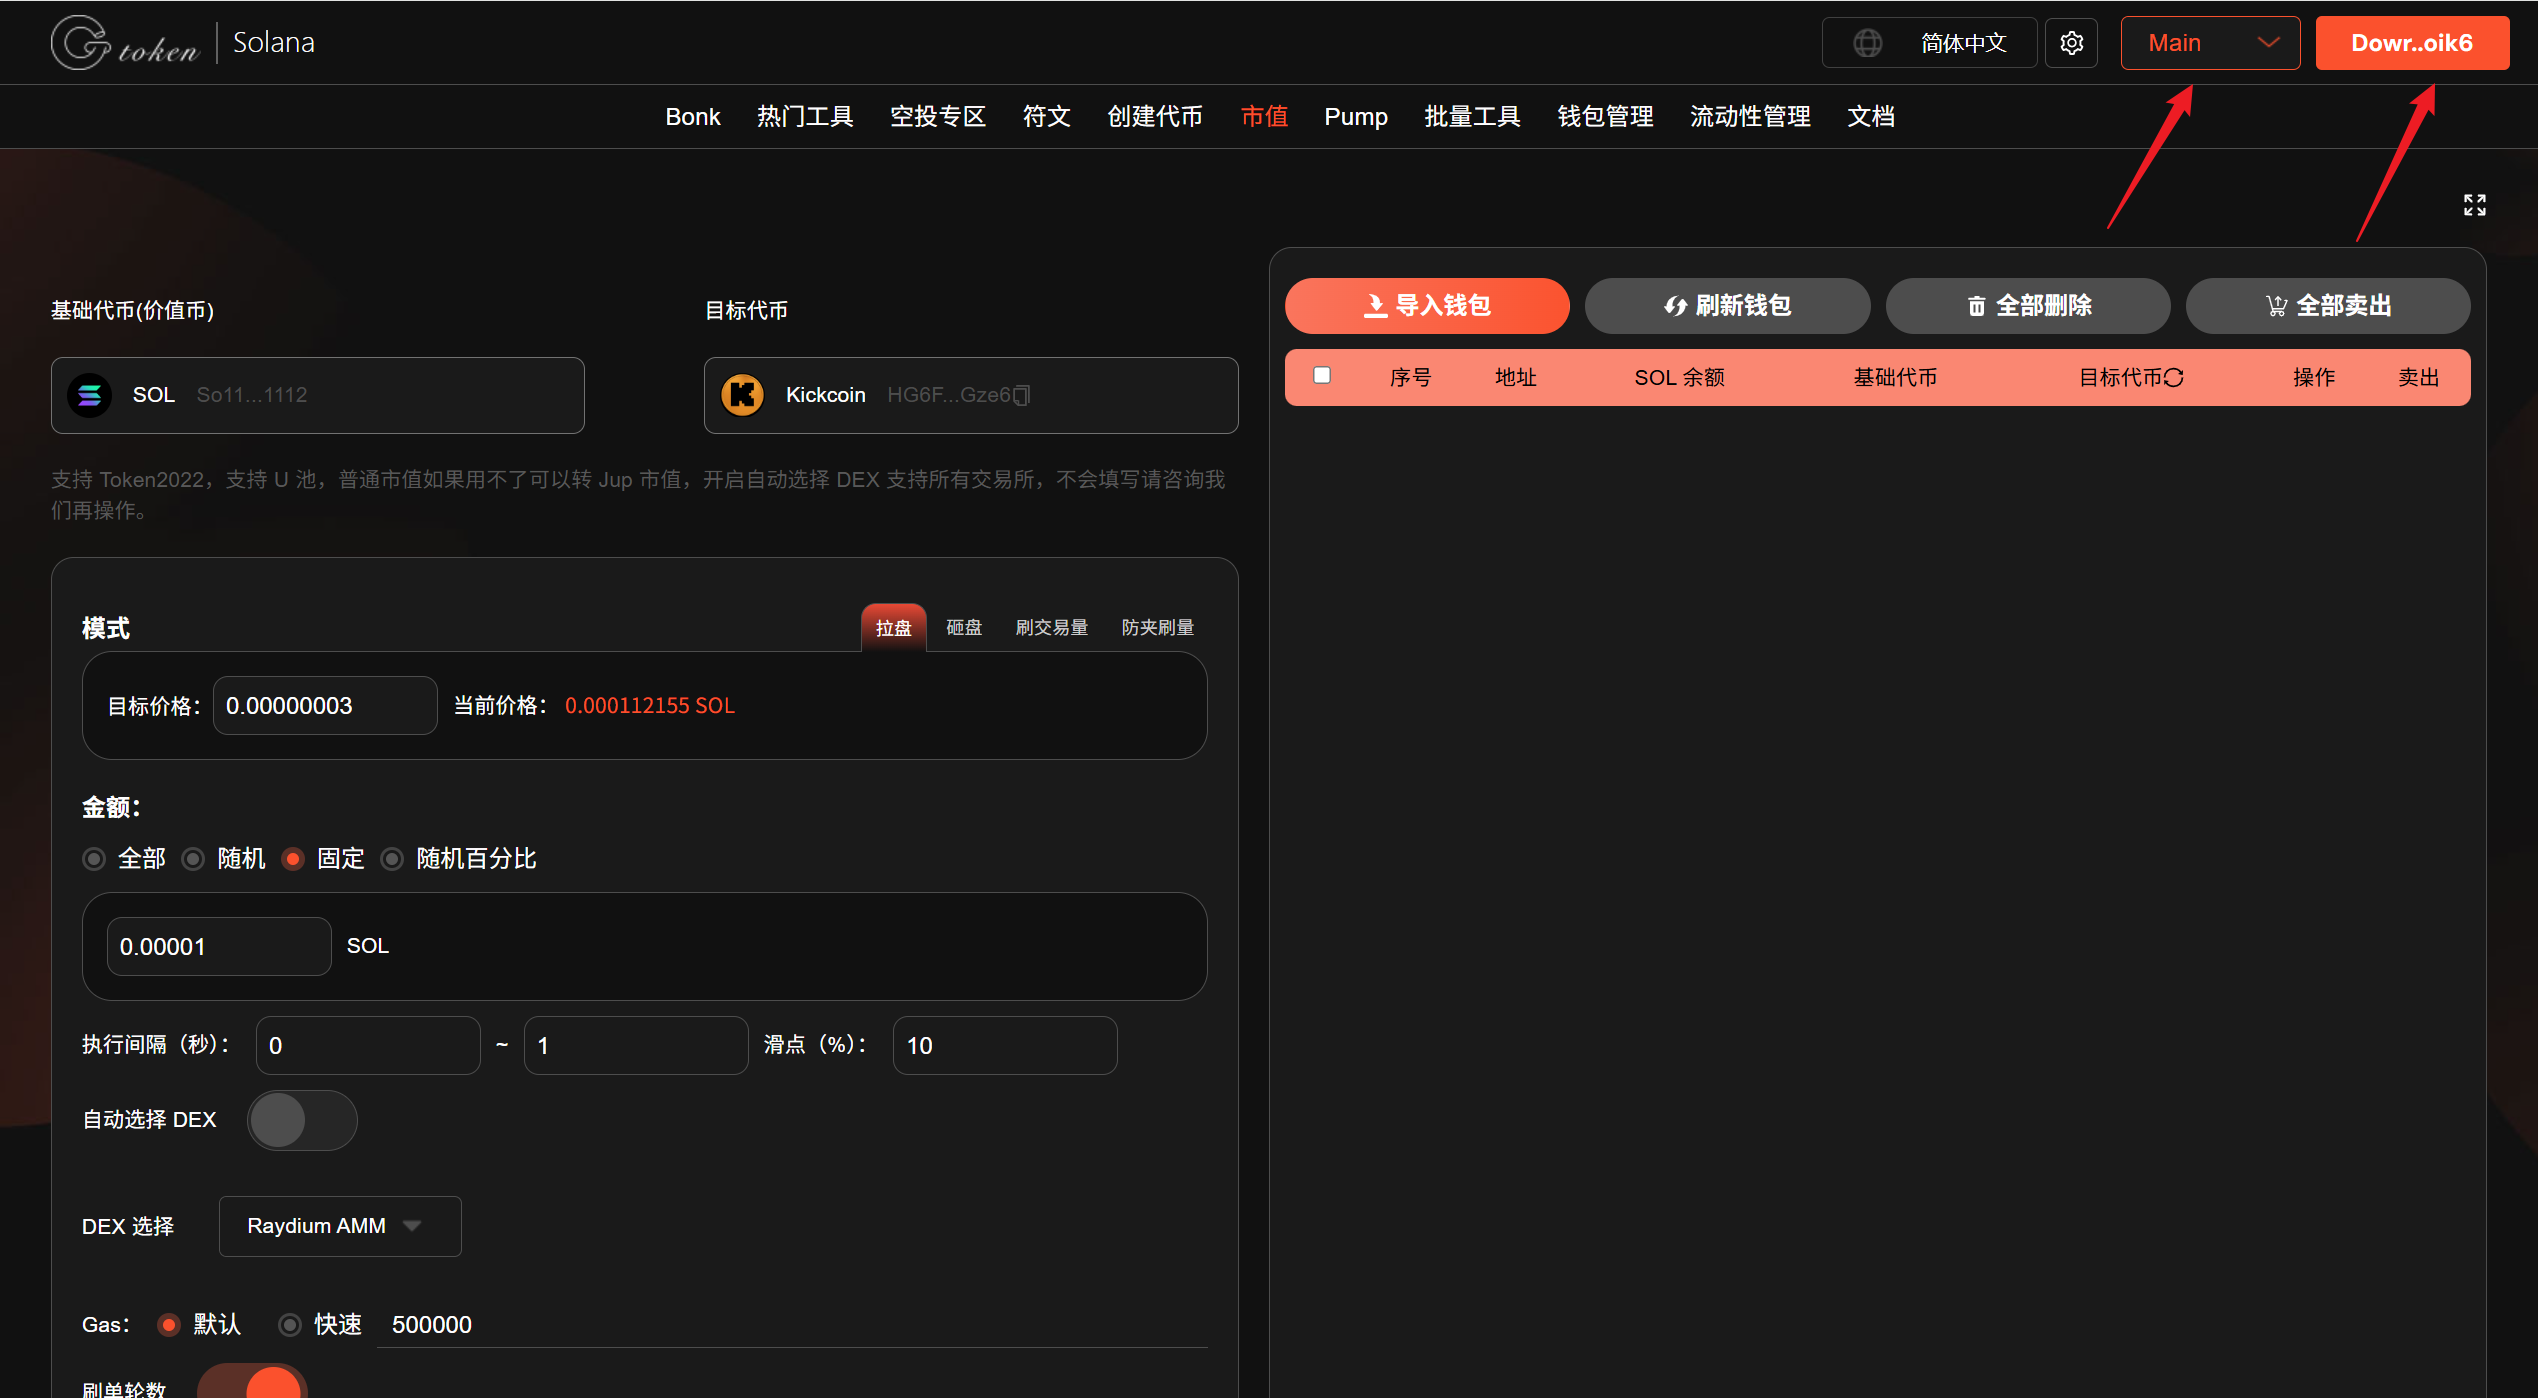 Gtoken | Solana
简体中文
Main
Dowr..oik6
Bonk 热门工具 空投专区 符文 创建代币 市值 Pump 批量工具 钱包管理 流动性管理 文档
基础代币(价值币)
目标代币
SOL So11...1112
Kickcoin HG6F...Gze6
支持 Token2022，支持 U 池，普通市值如果用不了可以转 Jup 市值，开启自动选择 DEX 支持所有交易所，不会填写请咨询我
们再操作。
模式
拉盘 砸盘 刷交易量 防夹刷量
目标价格： 0.00000003 当前价格： 0.000112155 SOL
金额：
全部 随机 固定 随机百分比
0.00001 SOL
执行间隔（秒）： 0 ~ 1 滑点（%）： 10
自动选择 DEX
DEX 选择 Raydium AMM
Gas： 默认 快速 500000
刷单轮数
导入钱包 刷新钱包 全部删除 全部卖出
序号 地址 SOL 余额 基础代币 目标代币 操作 卖出